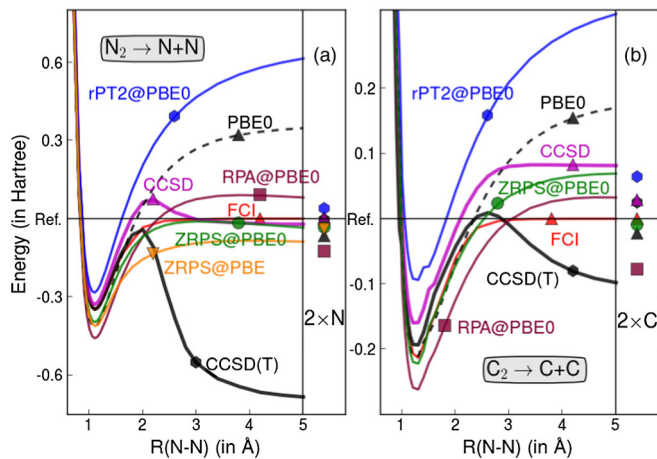 N₂ → N+N
(a)
0.6
rPT2@PBE0
PBE0
0.3
CCSD
RPA@PBE0
FCI
Ref.
ZRPS@PBE0
ZRPS@PBE
-0.3
2×N
CCSD(T)
-0.6
1 2 3 4 5
R(N-N) (in Å)
Energy (in Hartree)
(b)
0.2
rPT2@PBE0
PBE0
0.1
CCSD
ZRPS@PBE0
Ref.
FCI
CCSD(T)
-0.1
2×C
RPA@PBE0
-0.2
C₂ → C+C
1 2 3 4 5
R(N-N) (in Å)